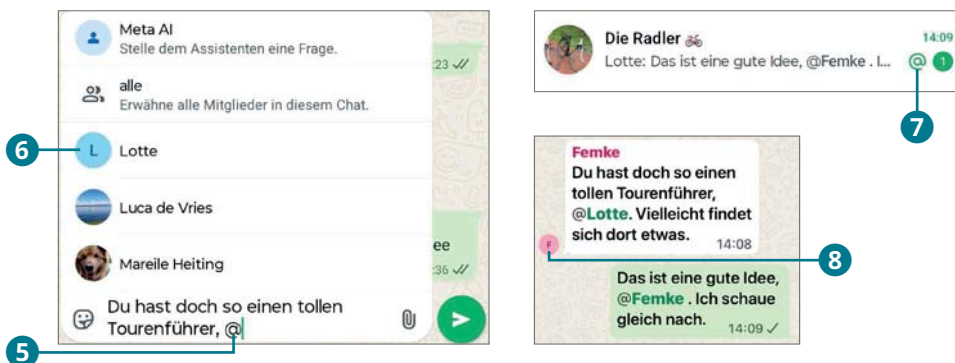 Meta AI
Stelle dem Assistenten eine Frage.
:23
alle
Erwähne alle Mitglieder in diesem Chat.
6
L
Lotte
Luca de Vries
ee
:36
Mareile Heiting
Du hast doch so einen tollen
Tourenführer, @
5
Die Radler
14:09
Lotte: Das ist eine gute Idee, @Femke . I...
@
1
7
Femke
Du hast doch so einen
tollen Tourenführer,
@Lotte. Vielleicht findet
sich dort etwas.
14:08
F
8
Das ist eine gute Idee,
@Femke . Ich schaue
gleich nach.
14:09